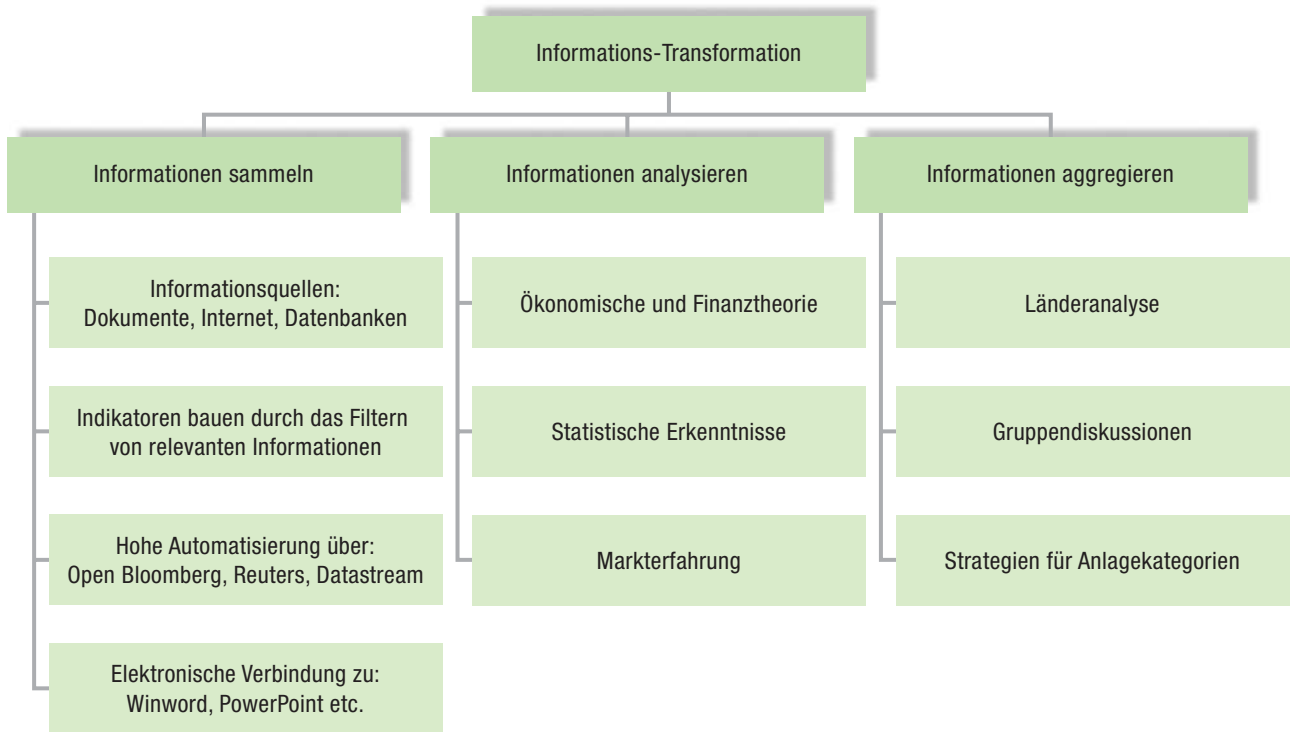 Informations-Transformation
Informationen sammeln
Informationsquellen:
Dokumente, Internet, Datenbanken
Indikatoren bauen durch das Filtern
von relevanten Informationen
Hohe Automatisierung über:
Open Bloomberg, Reuters, Datastream
Elektronische Verbindung zu:
Winword, PowerPoint etc.
Informationen analysieren
Ökonomische und Finanztheorie
Statistische Erkenntnisse
Markterfahrung
Informationen aggregieren
Länderanalyse
Gruppendiskussionen
Strategien für Anlagekategorien